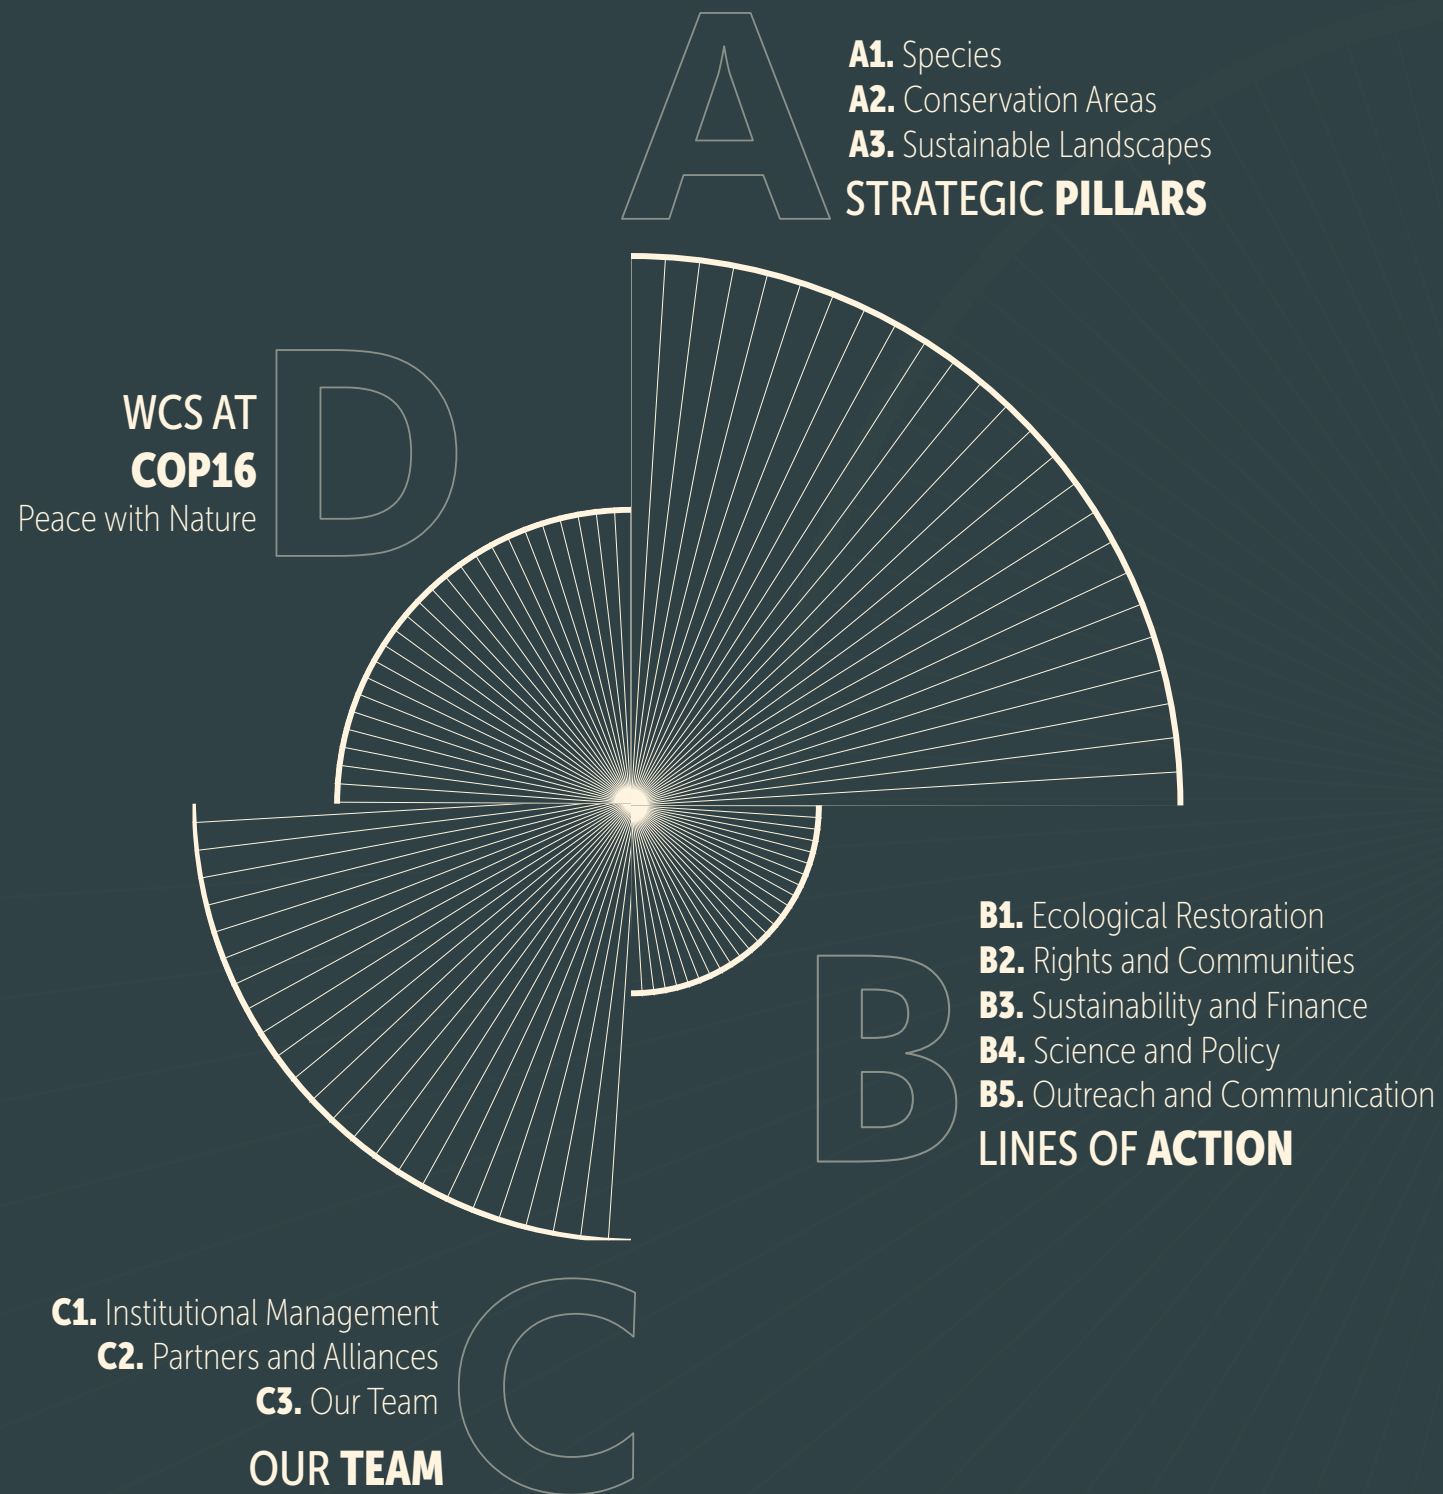 A
A1. Species
A2. Conservation Areas
A3. Sustainable Landscapes
STRATEGIC PILLARS
D
WCS AT
COP16
Peace with Nature
B
B1. Ecological Restoration
B2. Rights and Communities
B3. Sustainability and Finance
B4. Science and Policy
B5. Outreach and Communication
LINES OF ACTION
C
C1. Institutional Management
C2. Partners and Alliances
C3. Our Team
OUR TEAM